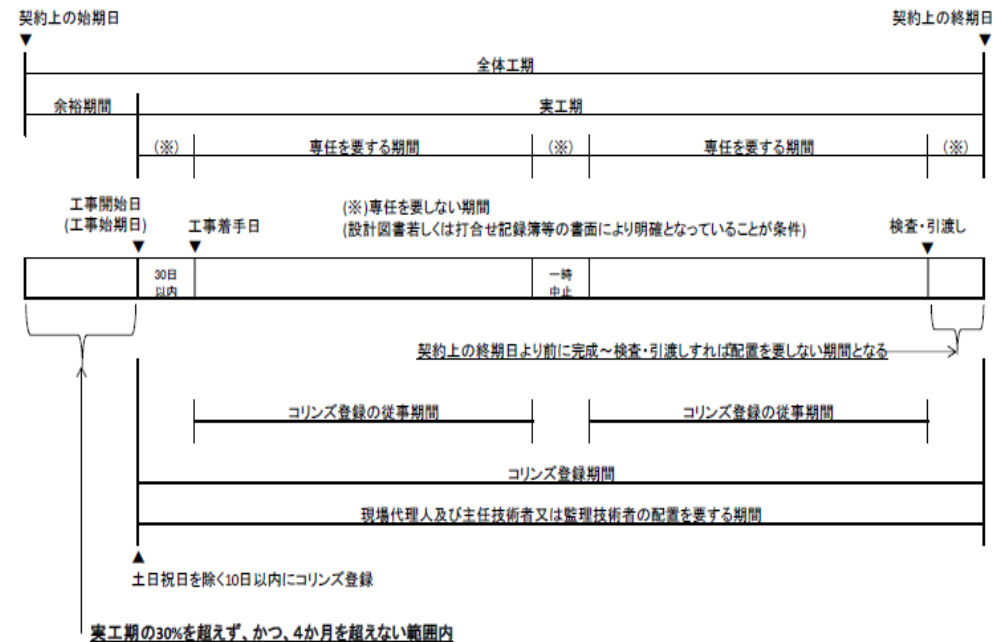 契約上の始期日
契約上の終期日
▼
▼
全体工期
余裕期間
実工期
(※)
専任を要する期間
(※)
専任を要する期間
(※)
工事開始日
(工事始期日)
工事着手日
(※)専任を要しない期間
(設計図書若しくは打合せ記録簿等の書面により明確となっていることが条件)
検査・引渡し
▼
▼
▼
30日
以内
一時
中止
契約上の終期日より前に完成～検査・引渡しすれば配置を要しない期間となる
コリンズ登録の従事期間
コリンズ登録の従事期間
コリンズ登録期間
現場代理人及び主任技術者又は監理技術者の配置を要する期間
▲
土日祝日を除く10日以内にコリンズ登録
実工期の30%を超えず、かつ、4か月を超えない範囲内